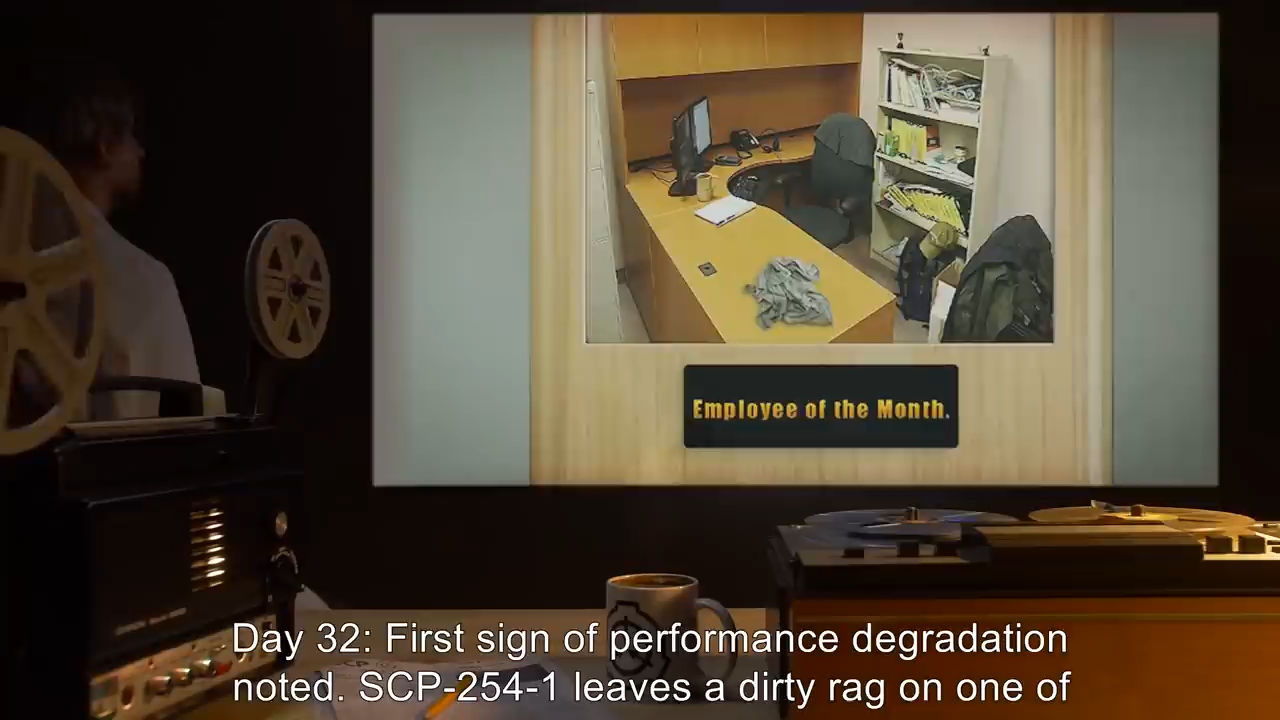 Employee of the Month.
Day 32: First sign of performance degradation
noted. SCP-254-1 leaves a dirty rag on one of